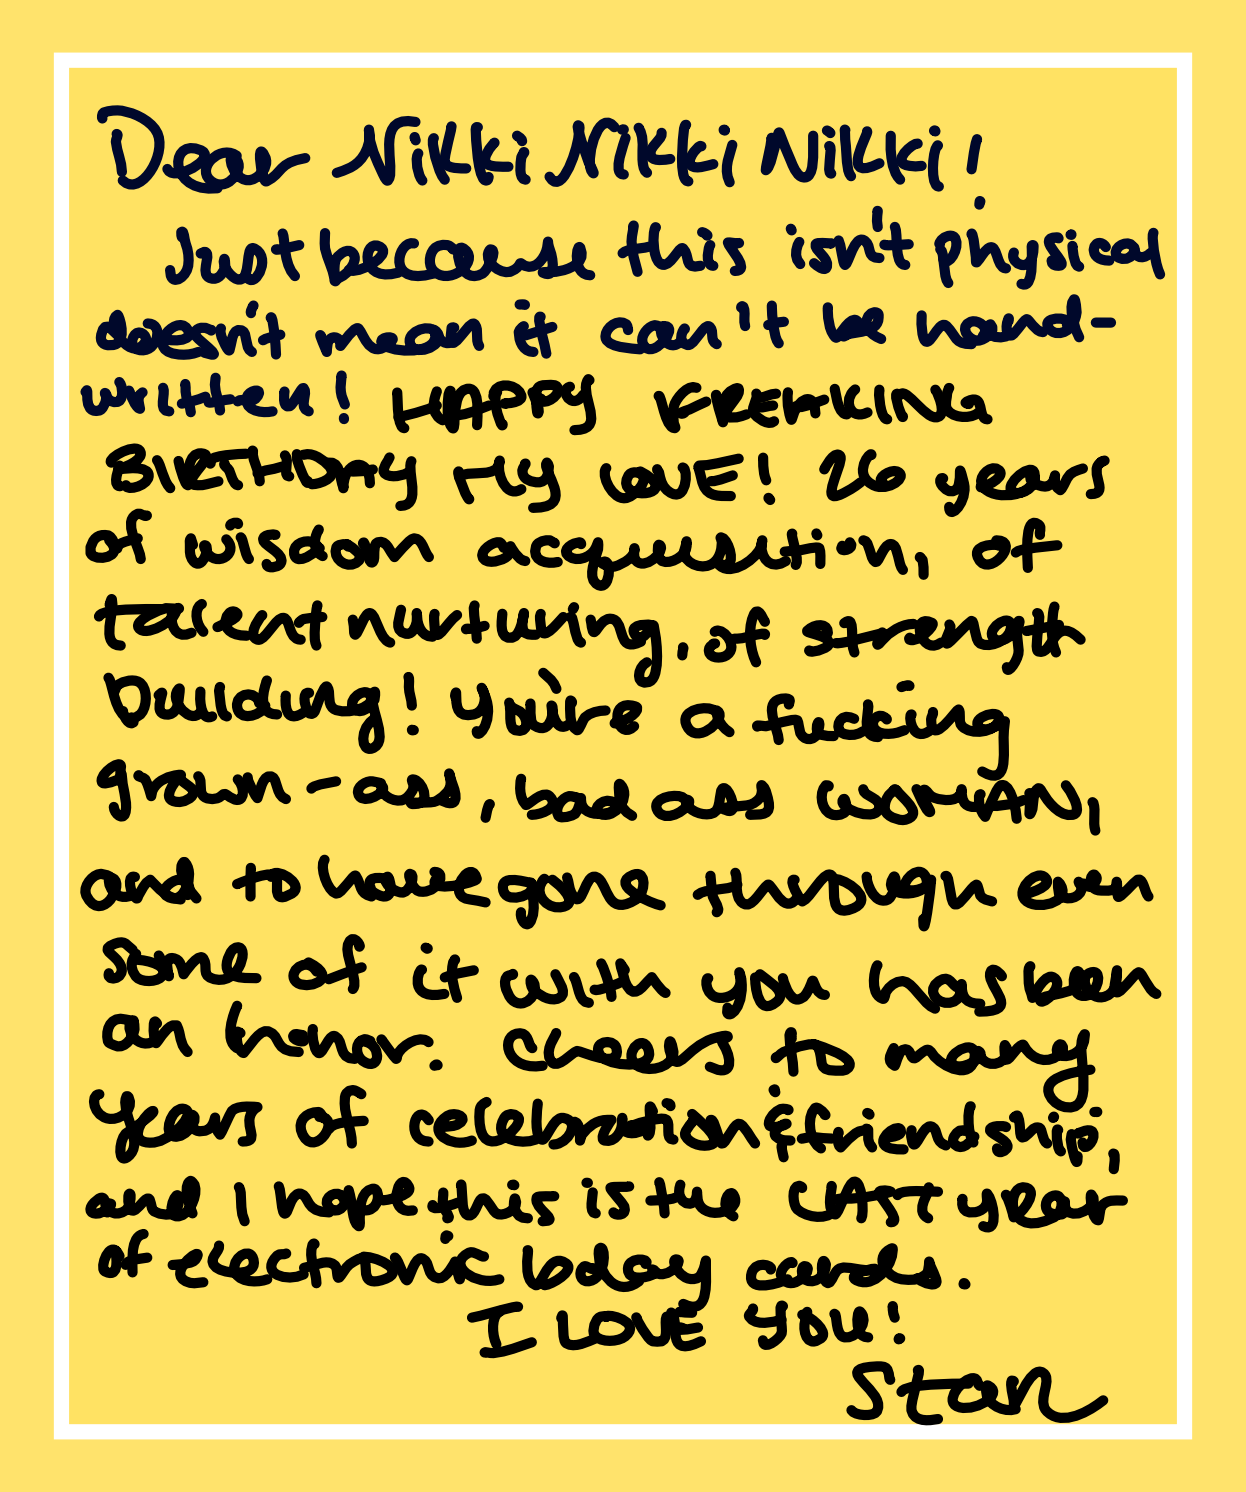 Dear Nikki Nikki Nikki!
Just because this isn't physical
doesn't mean it can't be hand-
written! HAPPY FREAKING
BIRTHDAY MY LOVE! 26 years
of wisdom acquisition, of
talent nurturing, of strength
building! You're a fucking
grown-ass, badass WOMAN,
and to have gone through even
some of it with you has been
an honor. Cheers to many
years of celebration & friendship,
and I hope this is the LAST year
of electronic bday cards.
I LOVE YOU!
Stan